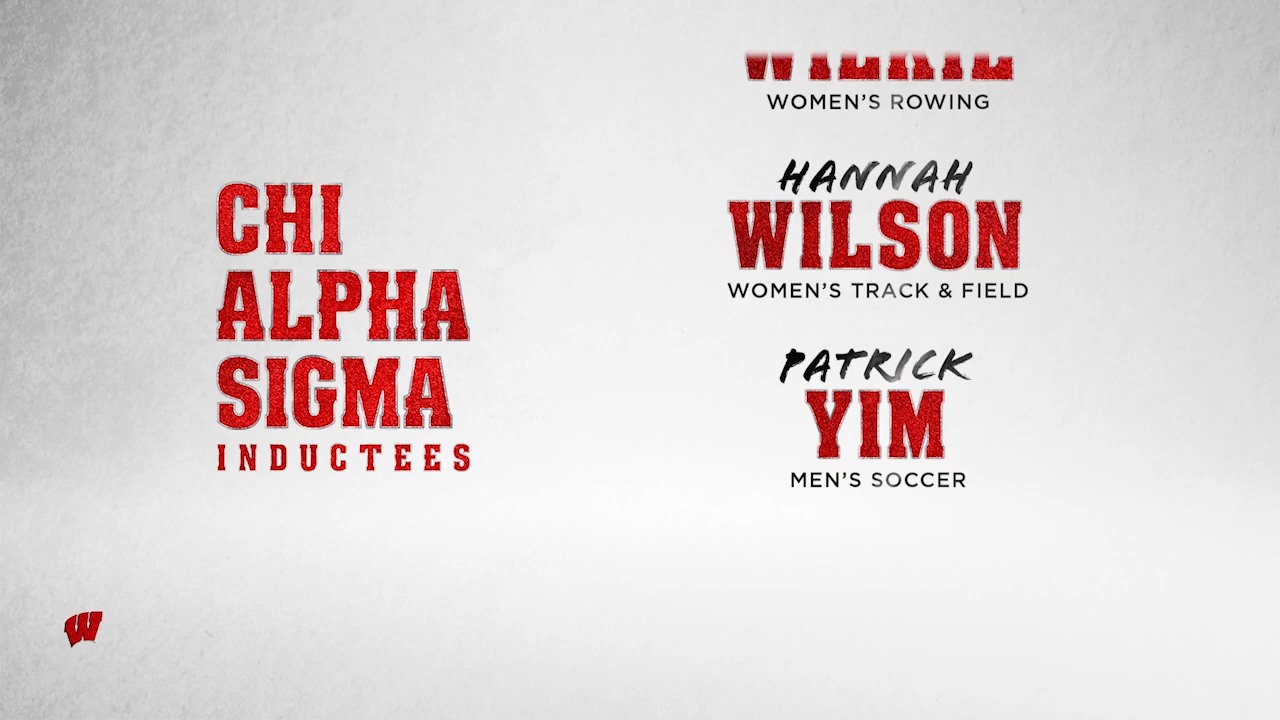 CHI
ALPHA
SIGMA
INDUCTEES
WOMEN'S ROWING
HANNAH
WILSON
WOMEN'S TRACK & FIELD
PATRICK
YIM
MEN'S SOCCER
W